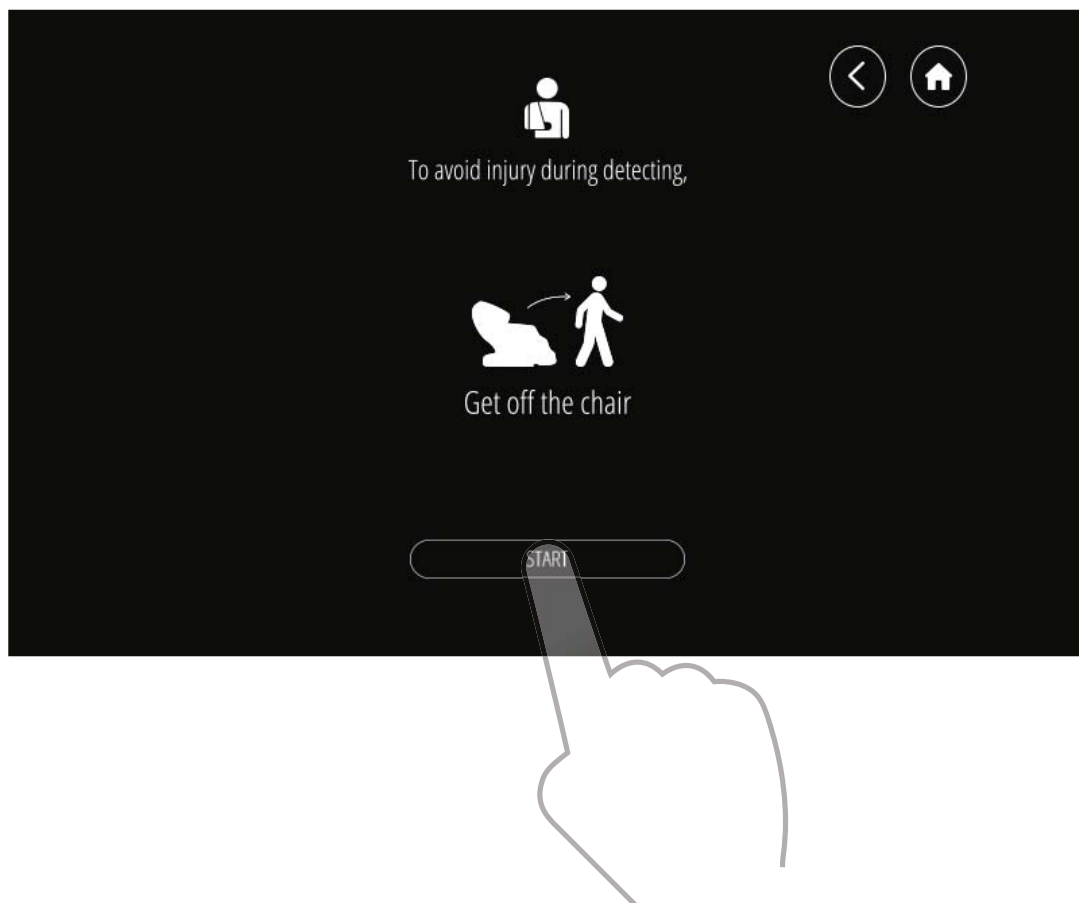 To avoid injury during detecting,
Get off the chair
START